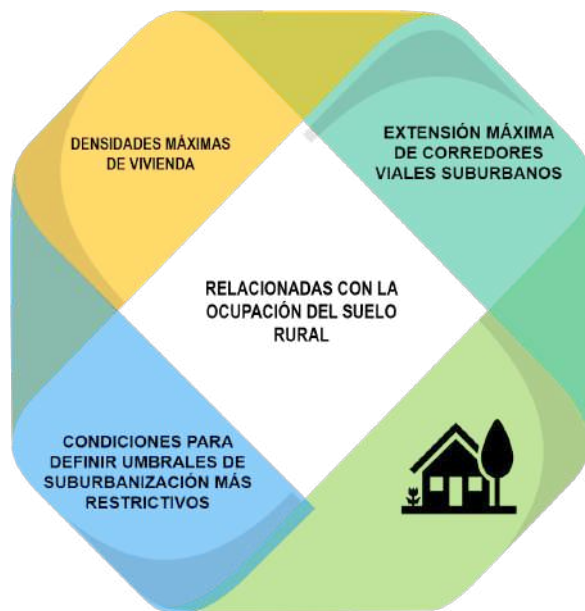 DENSIDADES MÁXIMAS
DE VIVIENDA
EXTENSIÓN MÁXIMA
DE CORREDORES
VIALES SUBURBANOS
RELACIONADAS CON LA
OCUPACIÓN DEL SUELO
RURAL
CONDICIONES PARA
DEFINIR UMBRALES DE
SUBURBANIZACIÓN MÁS
RESTRICTIVOS